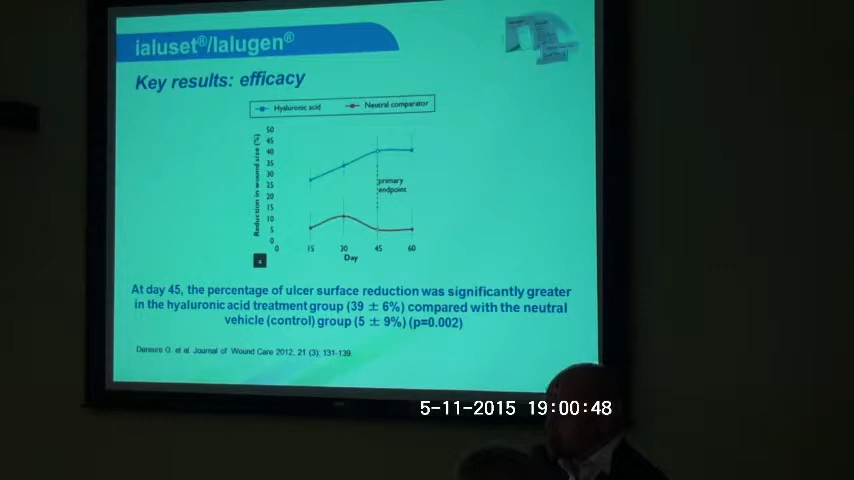 ialuset®/Ialugen®
Key results: efficacy
Hyaluronic acid
Neutral comparator
Reduction in wound size (%)
50
45
40
35
30
25
20
15
10
5
0
primary
endpoint
0 15 30 45 60
Day
At day 45, the percentage of ulcer surface reduction was significantly greater
in the hyaluronic acid treatment group (39 ± 6%) compared with the neutral
vehicle (control) group (5 ± 9%) (p=0.002)
G. et al. Journal of Wound Care 2012; 21 (3): 131-139.
5-11-2015 19:00:48